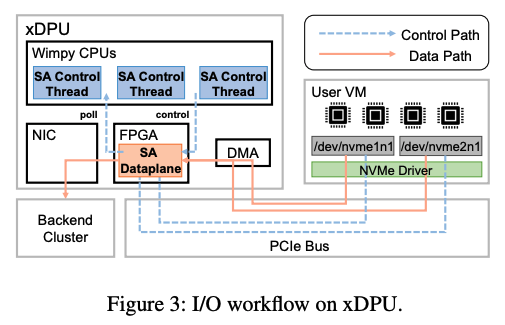 xDPU
Wimpy CPUs
SA Control
Thread
SA Control
Thread
SA Control
Thread
poll
control
NIC
FPGA
SA
Dataplane
DMA
Backend
Cluster
Control Path
Data Path
User VM
/dev/nvme1n1
/dev/nvme2n1
NVMe Driver
PCIe Bus
Figure 3: I/O workflow on xDPU.